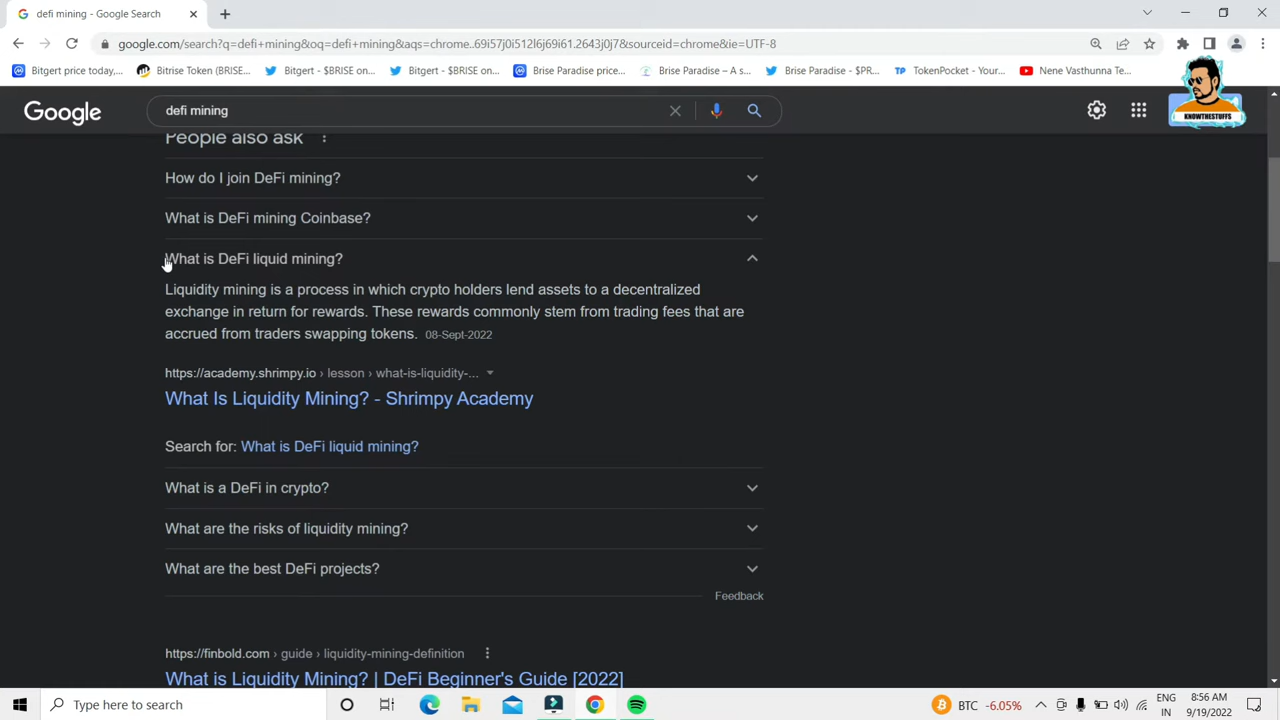 defi mining - Google Search
google.com/search?q=defi+mining&oq=defi+mining&aqs=chrome..69i57j0i512l6j69i61.2643j0j7&sourceid=chrome&ie=UTF-8
Bitgert price today,... Bitrise Token (BRISE... Bitgert - $BRISE on... Bitgert - $BRISE on... Brise Paradise price... Brise Paradise – A s... Brise Paradise - $PR... TP TokenPocket - Your... Nene Vasthunna Te...
Google defi mining
KNOWTHESTUFFS
People also ask
How do I join DeFi mining?
What is DeFi mining Coinbase?
What is DeFi liquid mining?
Liquidity mining is a process in which crypto holders lend assets to a decentralized
exchange in return for rewards. These rewards commonly stem from trading fees that are
accrued from traders swapping tokens. 08-Sept-2022
https://academy.shrimpy.io › lesson › what-is-liquidity-...
What Is Liquidity Mining? - Shrimpy Academy
Search for: What is DeFi liquid mining?
What is a DeFi in crypto?
What are the risks of liquidity mining?
What are the best DeFi projects?
Feedback
https://finbold.com › guide › liquidity-mining-definition
What is Liquidity Mining? | DeFi Beginner's Guide [2022]
Type here to search
BTC -6.05%
ENG
IN
8:56 AM
9/19/2022